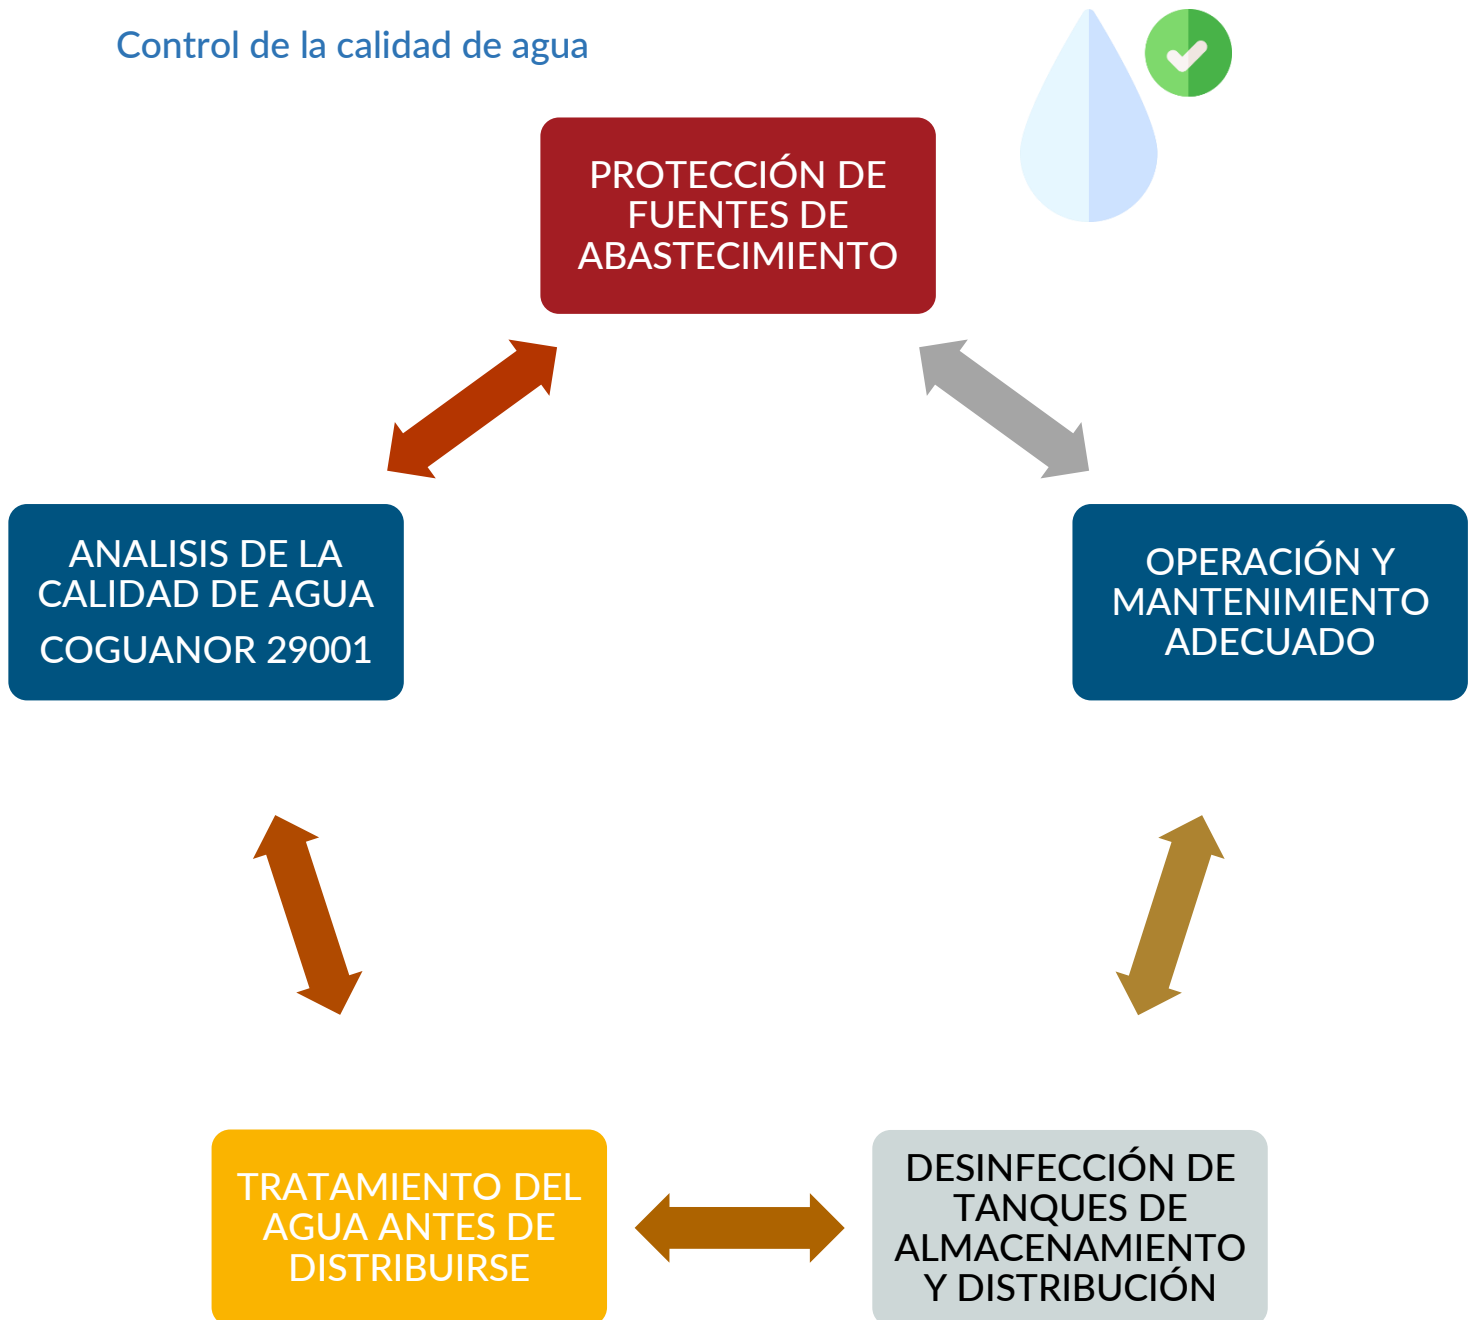 Control de la calidad de agua
PROTECCIÓN DE
FUENTES DE
ABASTECIMIENTO
ANALISIS DE LA
CALIDAD DE AGUA
COGUANOR 29001
OPERACIÓN Y
MANTENIMIENTO
ADECUADO
TRATAMIENTO DEL
AGUA ANTES DE
DISTRIBUIRSE
DESINFECCIÓN DE
TANQUES DE
ALMACENAMIENTO
Y DISTRIBUCIÓN